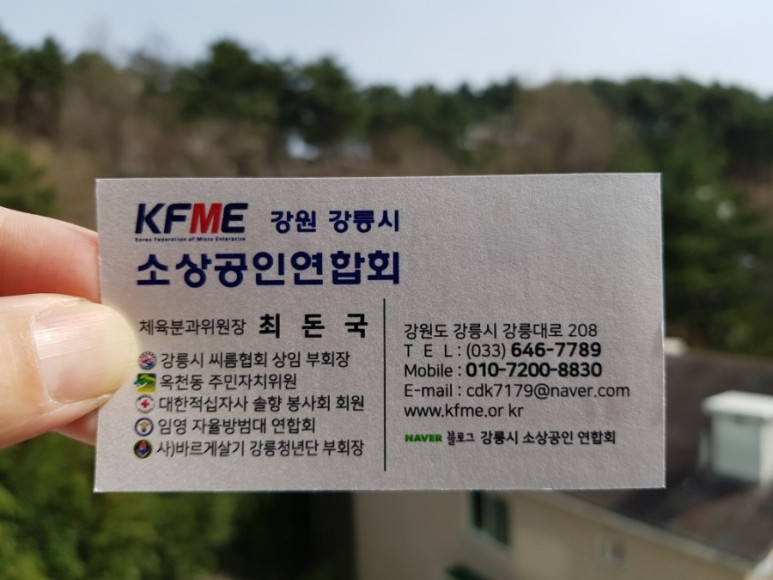 KFME 강원 강릉시
Korea Federation of Micro Enterprise
소상공인연합회
체육분과위원장 최 돈 국
강릉시 씨름협회 상임 부회장
옥천동 주민자치위원
대한적십자사 솔향 봉사회 회원
임영 자율방범대 연합회
사)바르게살기 강릉청년단 부회장
강원도 강릉시 강릉대로 208
T E L : (033) 646-7789
Mobile : 010-7200-8830
E-mail : cdk7179@naver.com
www.kfme.or kr
NAVER 블로그 강릉시 소상공인 연합회